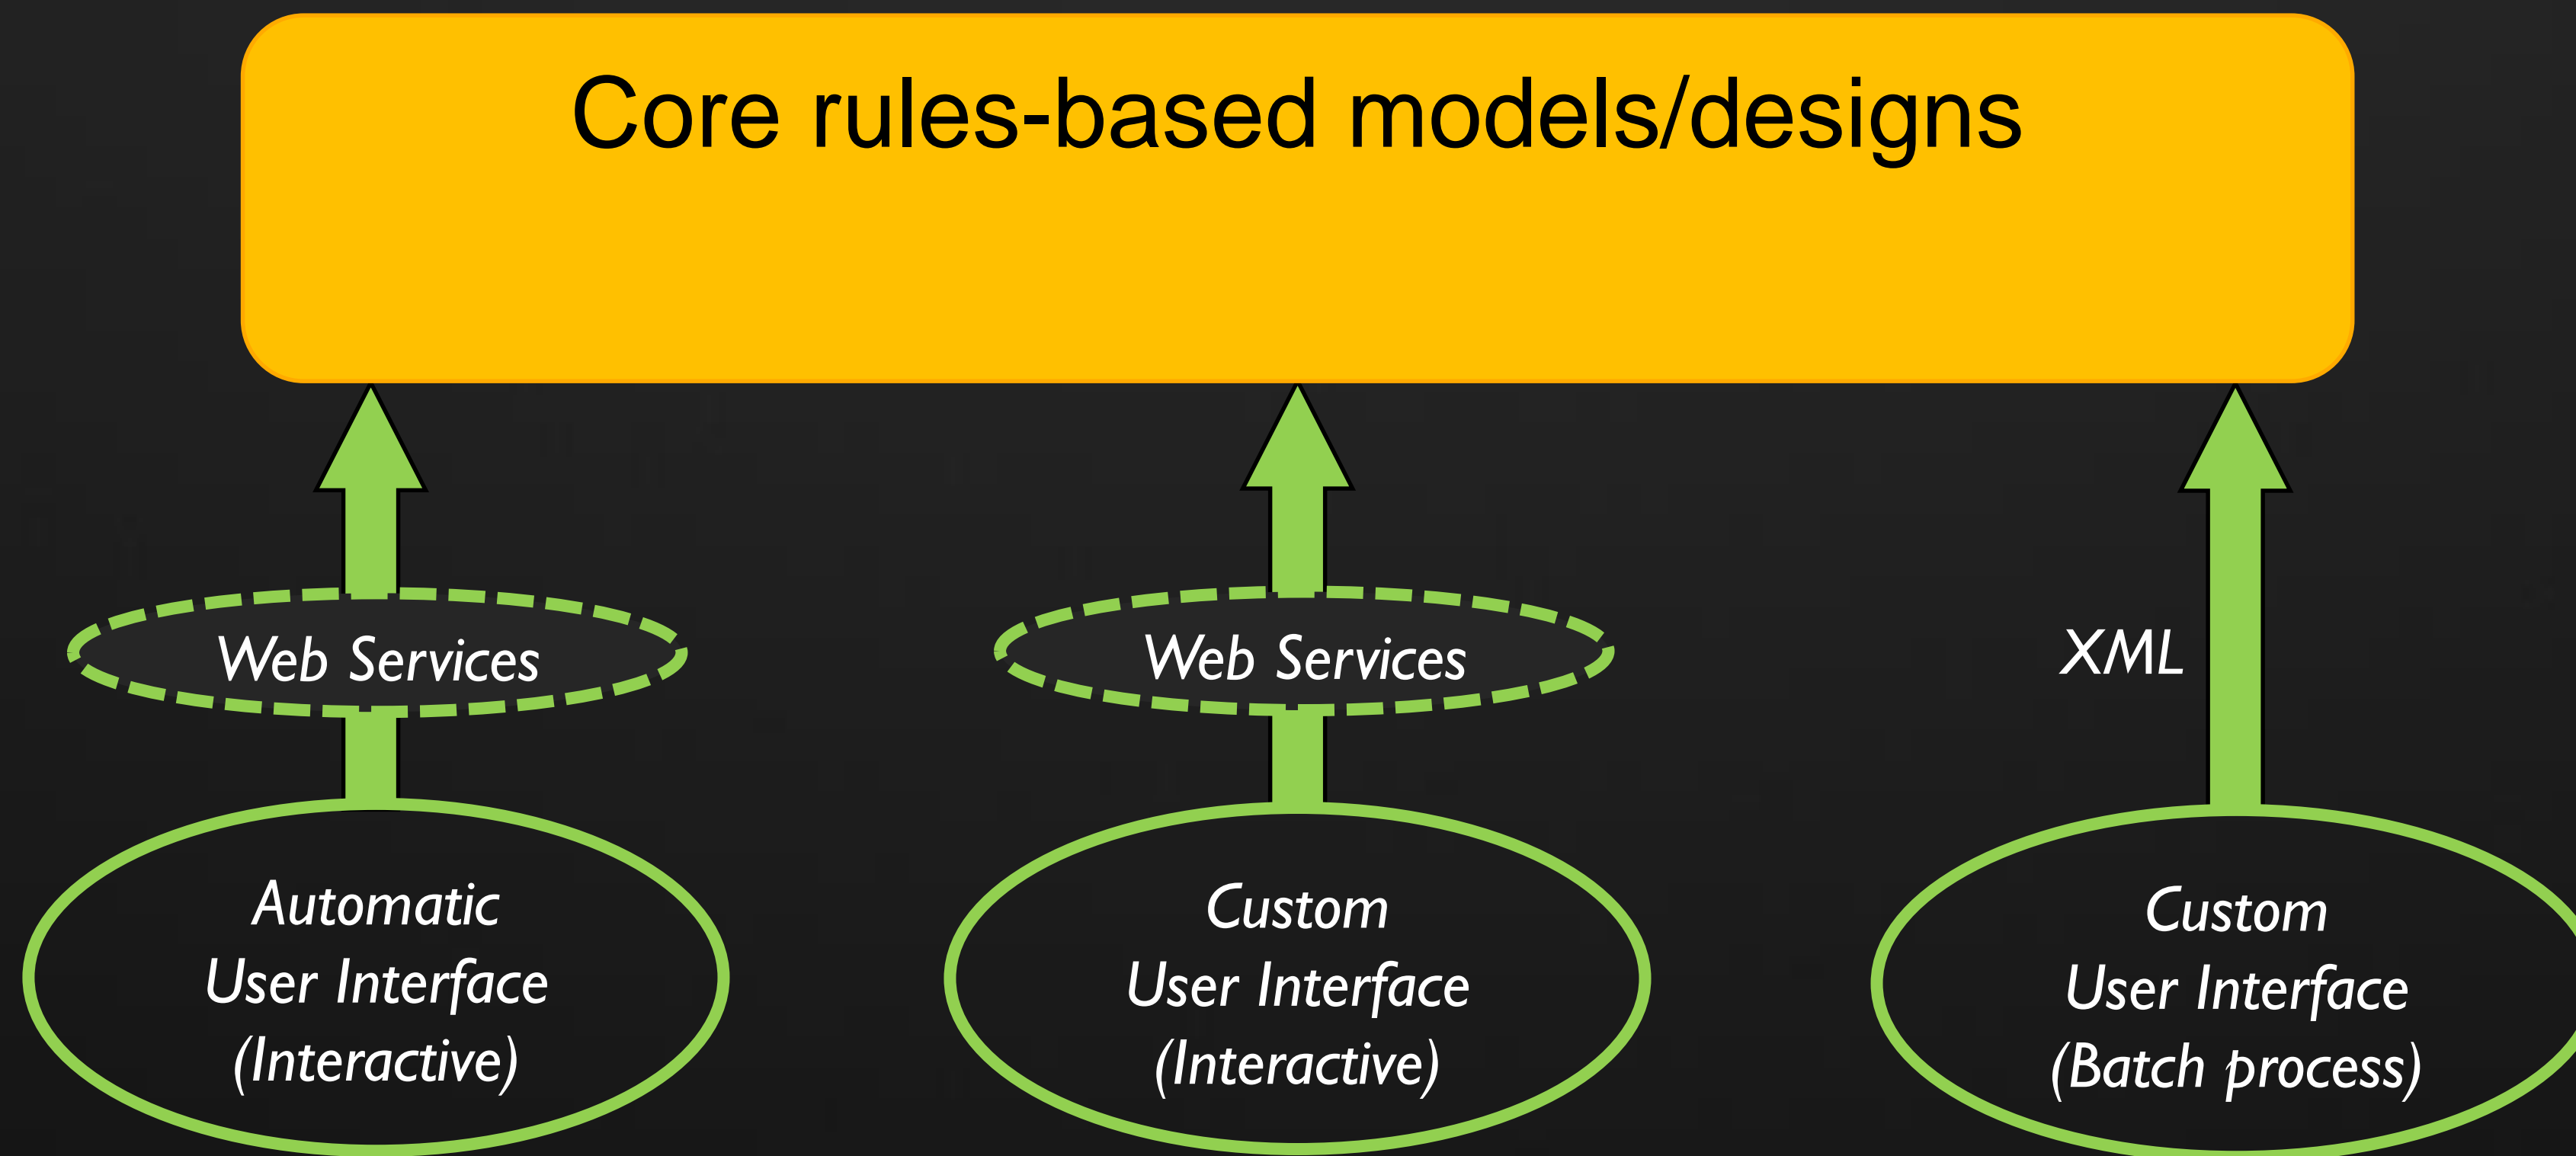 Core rules-based models/designs
Web Services
Web Services
XML
Automatic
User Interface
(Interactive)
Custom
User Interface
(Interactive)
Custom
User Interface
(Batch process)